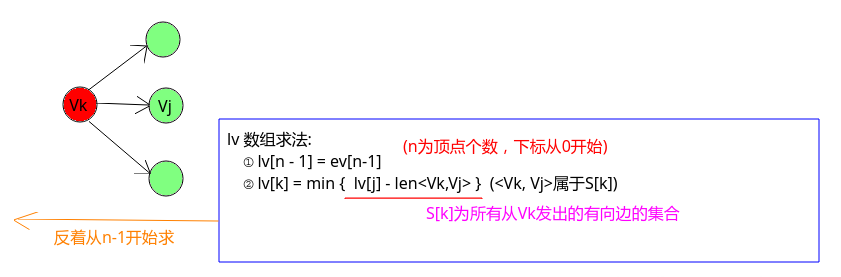 Vk
Vj
lv 数组求法:
(n为顶点个数，下标从0开始)
① lv[n - 1] = ev[n-1]
② lv[k] = min { lv[j] - len<Vk,Vj> } (<Vk, Vj>属于S[k])
S[k]为所有从Vk发出的有向边的集合
反着从n-1开始求